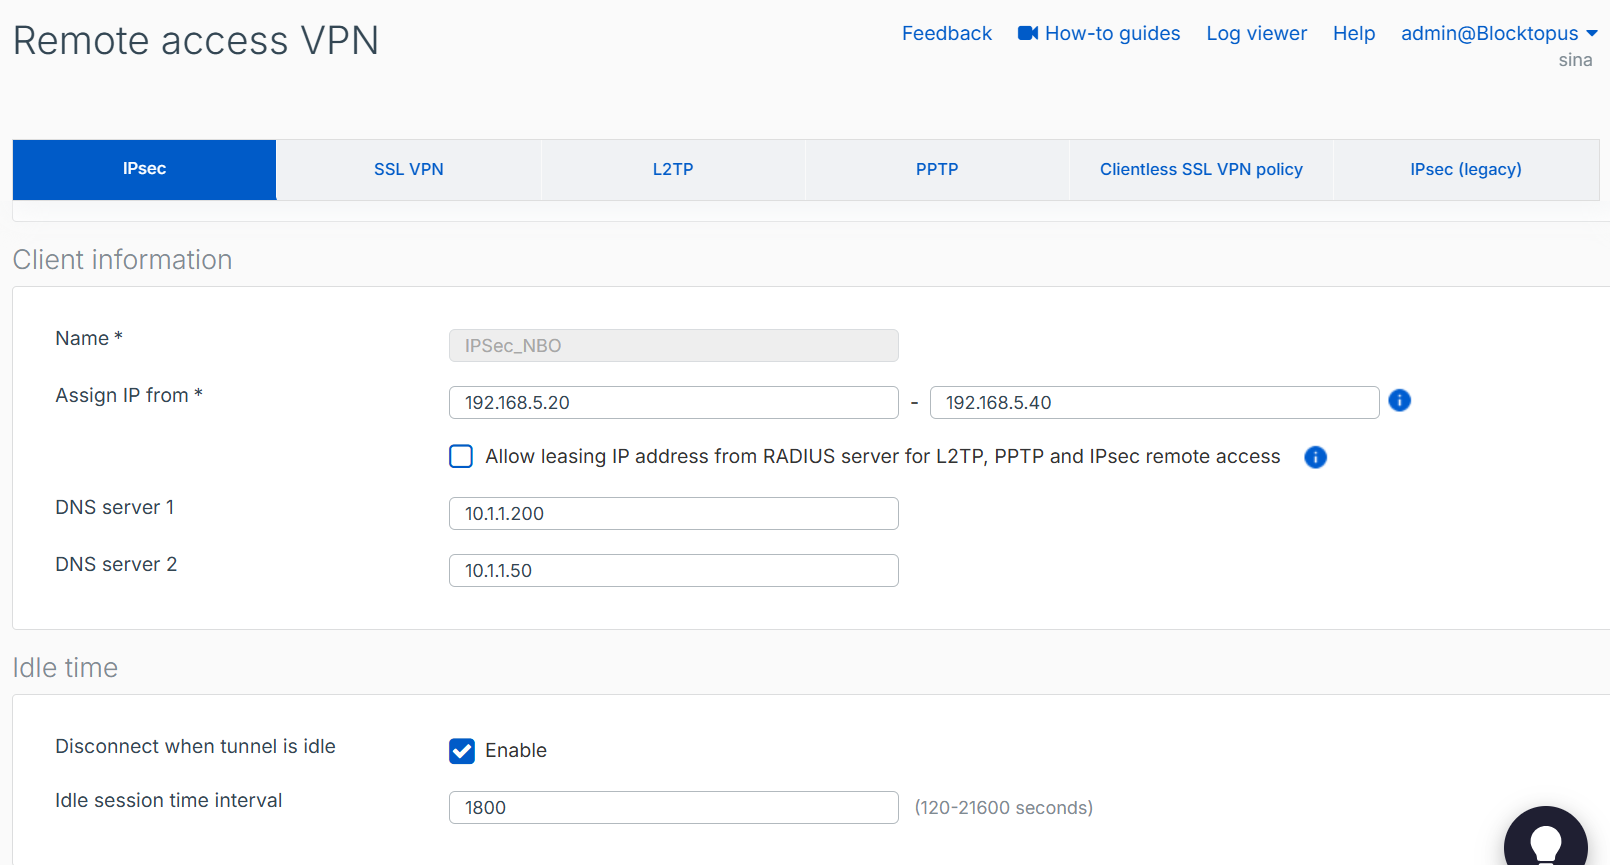 Remote access VPN
Feedback How-to guides Log viewer Help admin@Blocktopus
sina
IPsec SSL VPN L2TP PPTP Clientless SSL VPN policy IPsec (legacy)
Client information
Name * IPSec_NBO
Assign IP from * 192.168.5.20 - 192.168.5.40
Allow leasing IP address from RADIUS server for L2TP, PPTP and IPsec remote access
DNS server 1 10.1.1.200
DNS server 2 10.1.1.50
Idle time
Disconnect when tunnel is idle Enable
Idle session time interval 1800 (120-21600 seconds)